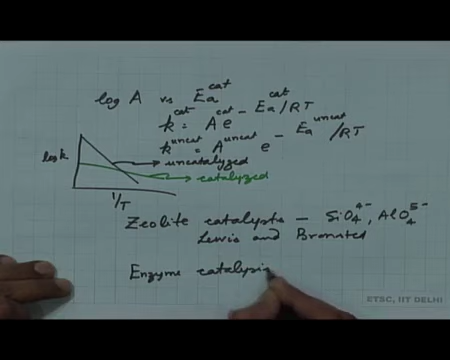 log A vs Ea^cat
k^cat = A^cat e^-Ea^cat/RT
k^uncat = A^uncat e^-Ea^uncat/RT
log k
uncatalyzed
catalyzed
1/T
Zeolite catalysts - SiO4^4-, AlO4^5-
Lewis and Bronsted
Enzyme catalysis
ETSC, IIT DELHI